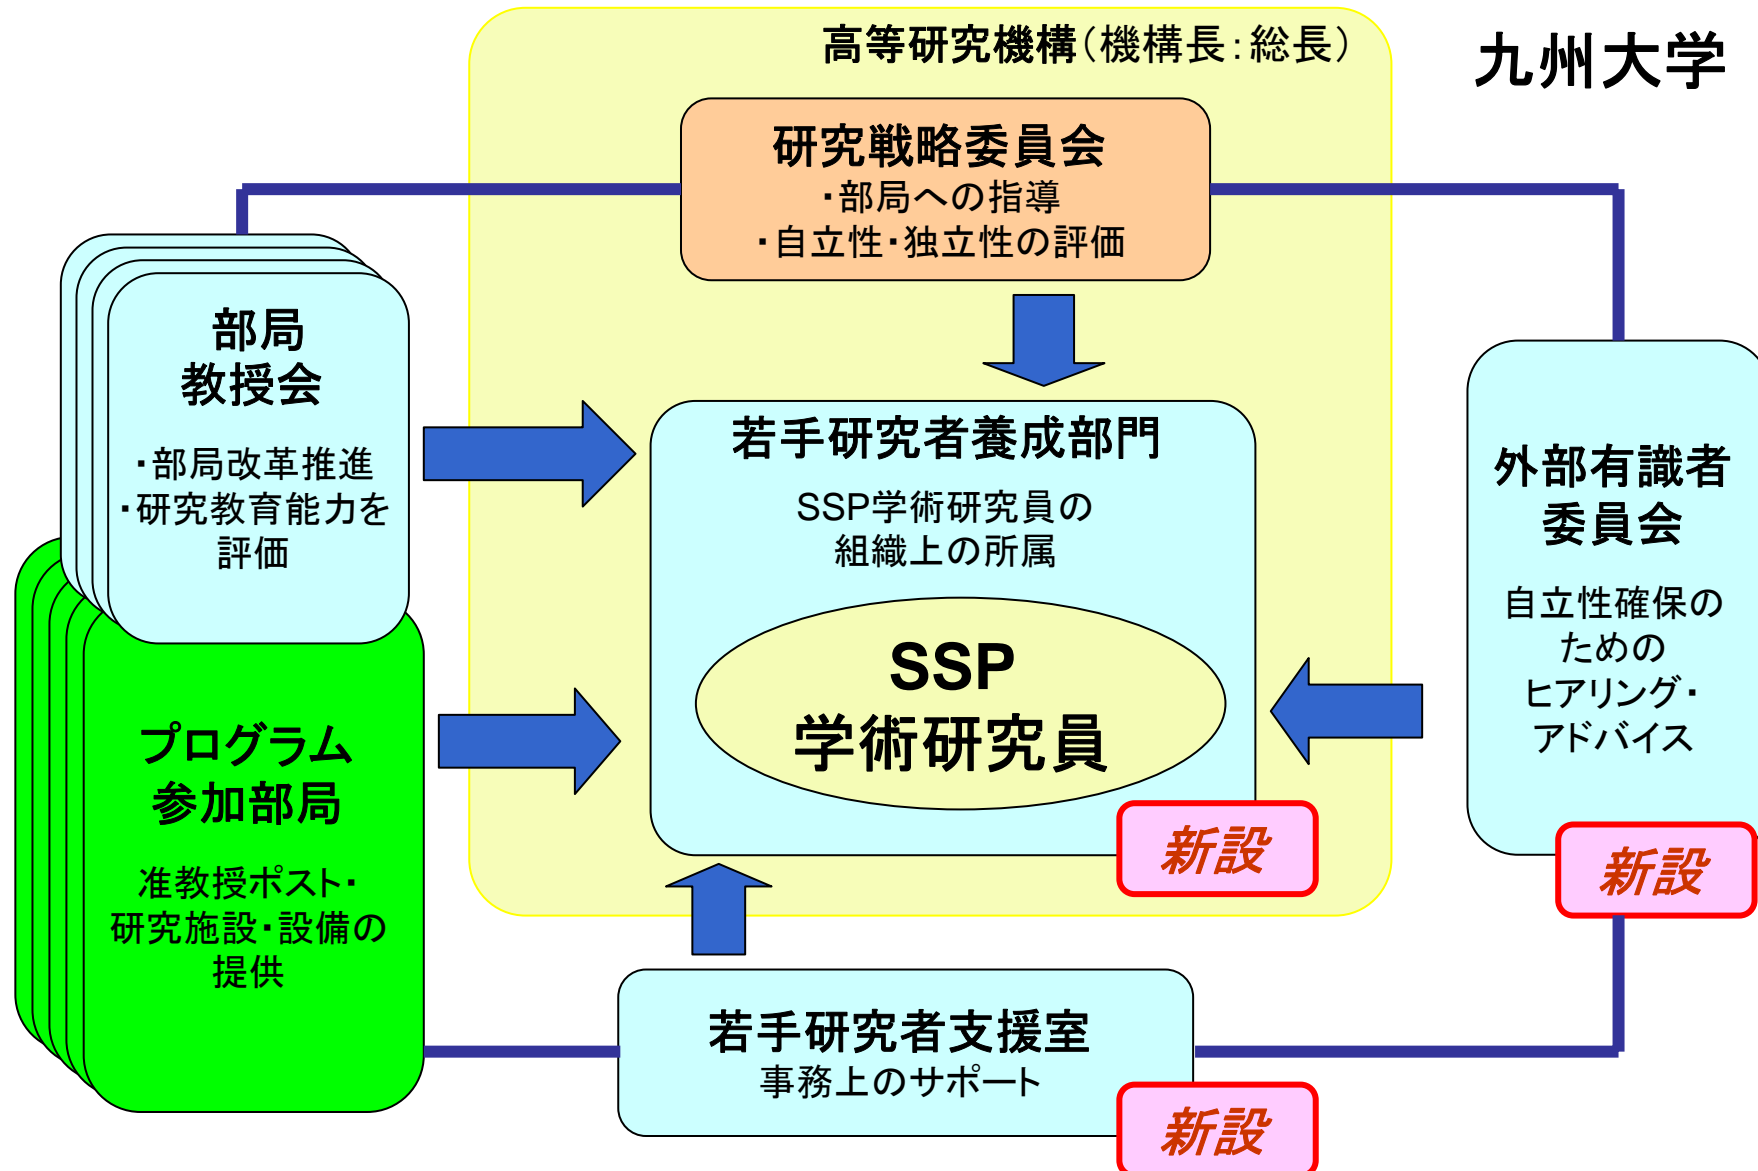 高等研究機構(機構長:総長)
九州大学
研究戦略委員会
・部局への指導
・自立性・独立性の評価
部局
教授会
・部局改革推進
・研究教育能力を
評価
若手研究者養成部門
SSP学術研究員の
組織上の所属
SSP
学術研究員
新設
外部有識者
委員会
自立性確保の
ための
ヒアリング・
アドバイス
新設
プログラム
参加部局
准教授ポスト・
研究施設・設備の
提供
若手研究者支援室
事務上のサポート
新設